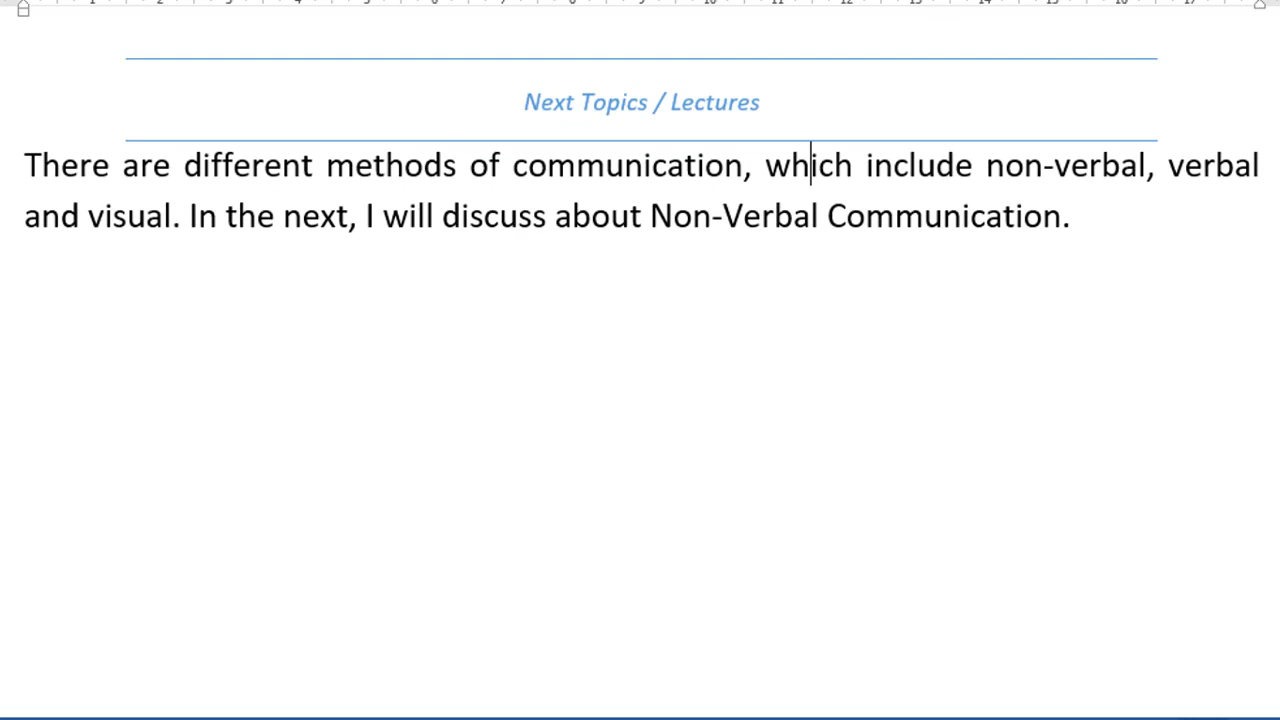 Next Topics / Lectures
There are different methods of communication, which include non-verbal, verbal
and visual. In the next, I will discuss about Non-Verbal Communication.